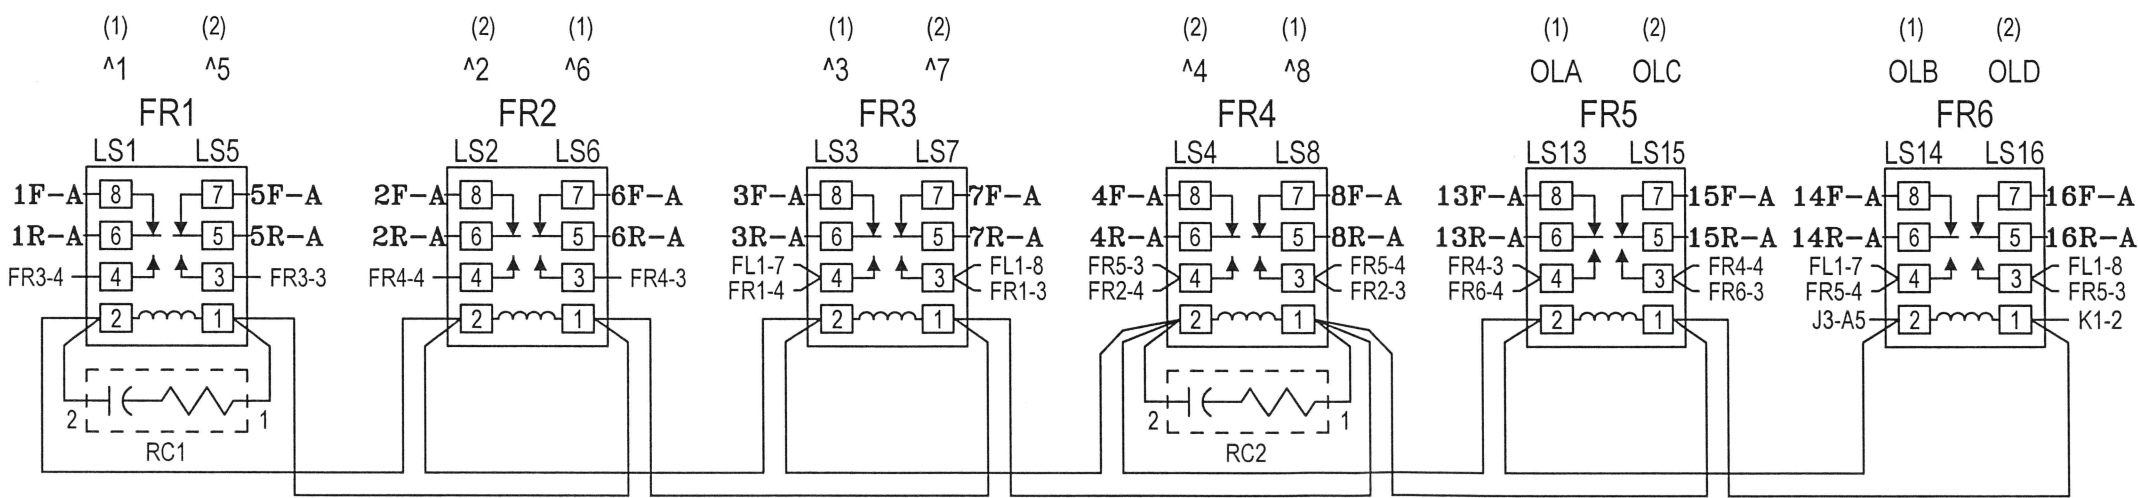 (1) (2) (2) (1) (1) (2) (2) (1) (1) (2) (1) (2)
^1 ^5 ^2 ^6 ^3 ^7 ^4 ^8 OLA OLC OLB OLD
FR1 FR2 FR3 FR4 FR5 FR6
LS1 LS5 LS2 LS6 LS3 LS7 LS4 LS8 LS13 LS15 LS14 LS16
1F-A 8 7 5F-A 2F-A 8 7 6F-A 3F-A 8 7 7F-A 4F-A 8 7 8F-A 13F-A 8 7 15F-A 14F-A 8 7 16F-A
1R-A 6 5 5R-A 2R-A 6 5 6R-A 3R-A 6 5 7R-A 4R-A 6 5 8R-A 13R-A 6 5 15R-A 14R-A 6 5 16R-A
FL1-7 FL1-8 FR5-3 FR5-4 FR4-3 FR4-4 FL1-7 FL1-8
FR3-4 4 3 FR3-3 FR4-4 4 3 FR4-3 4 3 4 3 4 3 4 3
FR1-4 FR1-3 FR2-4 FR2-3 FR6-4 FR6-3 FR5-4 FR5-3
2 1 2 1 2 1 2 1 2 1 J3-A5 2 1 K1-2
2 1 2 1
RC1 RC2